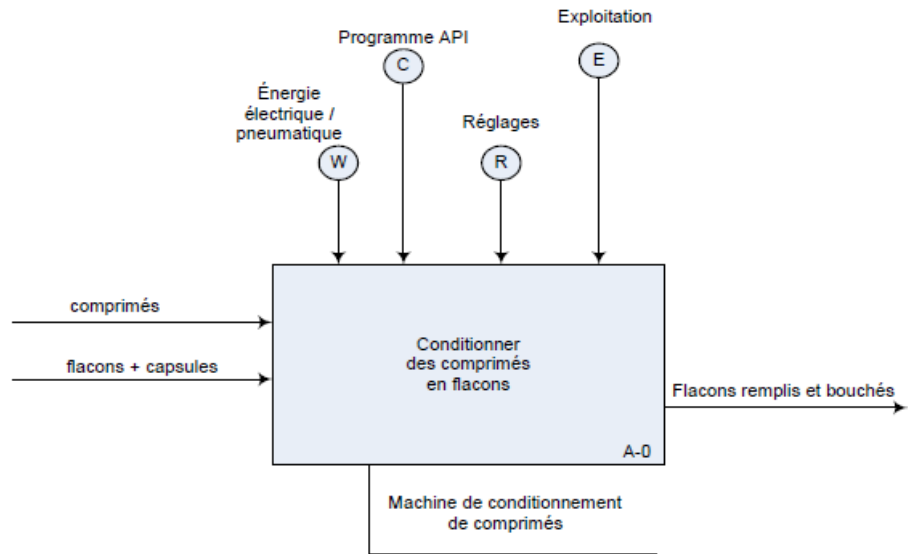 Exploitation
E
Programme API
C
Énergie
électrique /
pneumatique
W
Réglages
R
comprimés
flacons + capsules
Conditionner
des comprimés
en flacons
A-0
Flacons remplis et bouchés
Machine de conditionnement
de comprimés